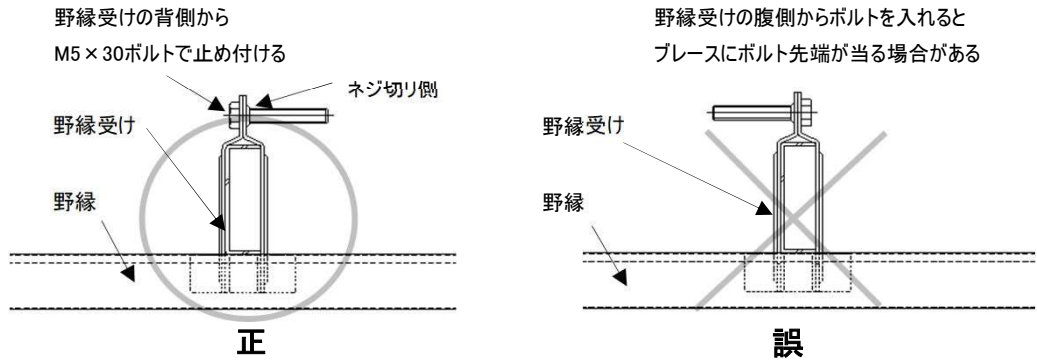 野縁受けの背側から
M5×30ボルトで止め付ける
ネジ切り側
野縁受け
野縁
正
野縁受けの腹側からボルトを入れると
ブレースにボルト先端が当る場合がある
野縁受け
野縁
誤